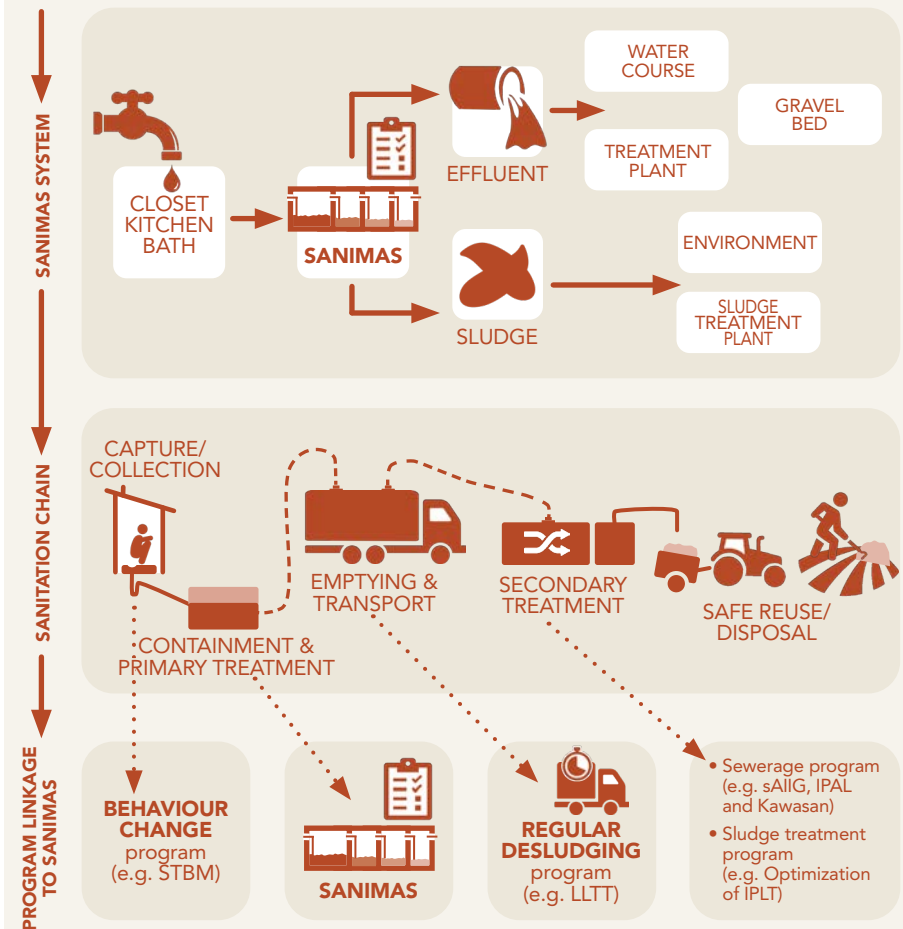 SANIMAS SYSTEM
CLOSET
KITCHEN
BATH
SANIMAS
EFFLUENT
WATER
COURSE
GRAVEL
BED
TREATMENT
PLANT
SLUDGE
ENVIRONMENT
SLUDGE
TREATMENT
PLANT
SANITATION CHAIN
CAPTURE/
COLLECTION
CONTAINMENT &
PRIMARY TREATMENT
EMPTYING &
TRANSPORT
SECONDARY
TREATMENT
SAFE REUSE/
DISPOSAL
PROGRAM LINKAGE
TO SANIMAS
BEHAVIOUR
CHANGE
program
(e.g. STBM)
SANIMAS
REGULAR
DESLUDGING
program
(e.g. LLTT)
• Sewerage program
(e.g. sAIIG, IPAL
and Kawasan)
• Sludge treatment
program
(e.g. Optimization
of IPLT)